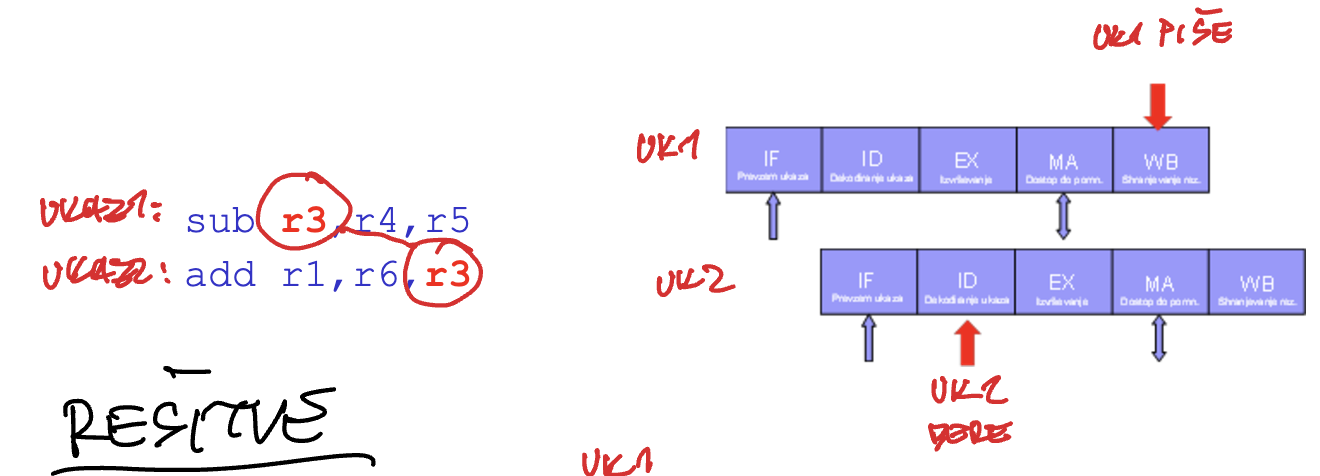 UK1 PIŠE
UK1
IF
Prevzem ukaza
ID
Dekodiranje ukaza
EX
Izvrševanje
MA
Dostop do pomn.
WB
Shranjevanje rez.
UKAZ1: sub r3,r4,r5
UKAZ2: add r1,r6,r3
UK2
IF
Prevzem ukaza
ID
Dekodiranje ukaza
EX
Izvrševanje
MA
Dostop do pomn.
WB
Shranjevanje rez.
UK2
BERE
REŠITVE
UK1